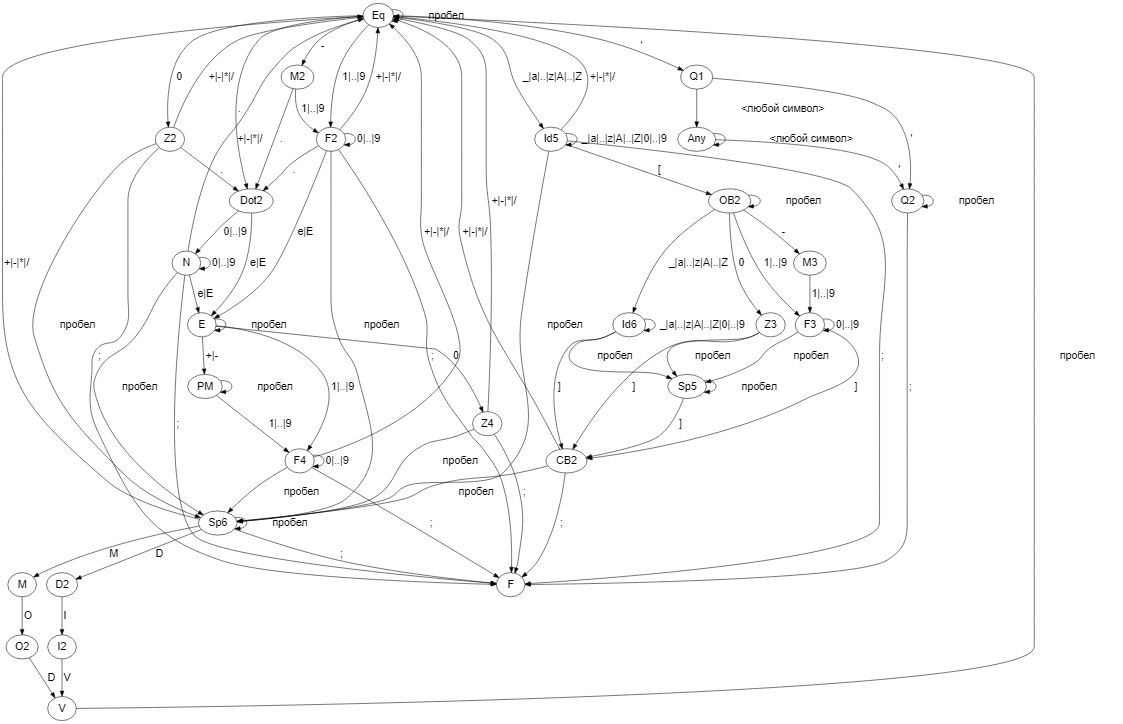 Eq пробел
'
0 +|-|*|/ - 1|..|9 +|-|*|/ _|a|..|z|A|..|Z +|-|*|/
M2 Q1
. 1|..|9 <любой символ>
Z2 +|-|*|/ . F2 0|..|9 Id5 _|a|..|z|A|..|Z|0|..|9 Any <любой символ> '
. . [ '
Dot2 +|-|*|/ OB2 пробел Q2 пробел
0|..|9 e|E +|-|*|/ +|-|*|/ -
+|-|*|/ N 0|..|9 e|E _|a|..|z|A|..|Z 0 1|..|9 M3
e|E 1|..|9
пробел E пробел пробел пробел Id6 _|a|..|z|A|..|Z|0|..|9 Z3 F3 0|..|9
; +|- ; 0 пробел пробел пробел ; пробел
пробел PM пробел 1|..|9 ] ] Sp5 пробел ] ;
; 1|..|9 Z4 ]
F4 0|..|9 пробел CB2
пробел пробел ;
Sp6 пробел ; ;
M D ;
M D2 F
O I
O2 I2
D V
V